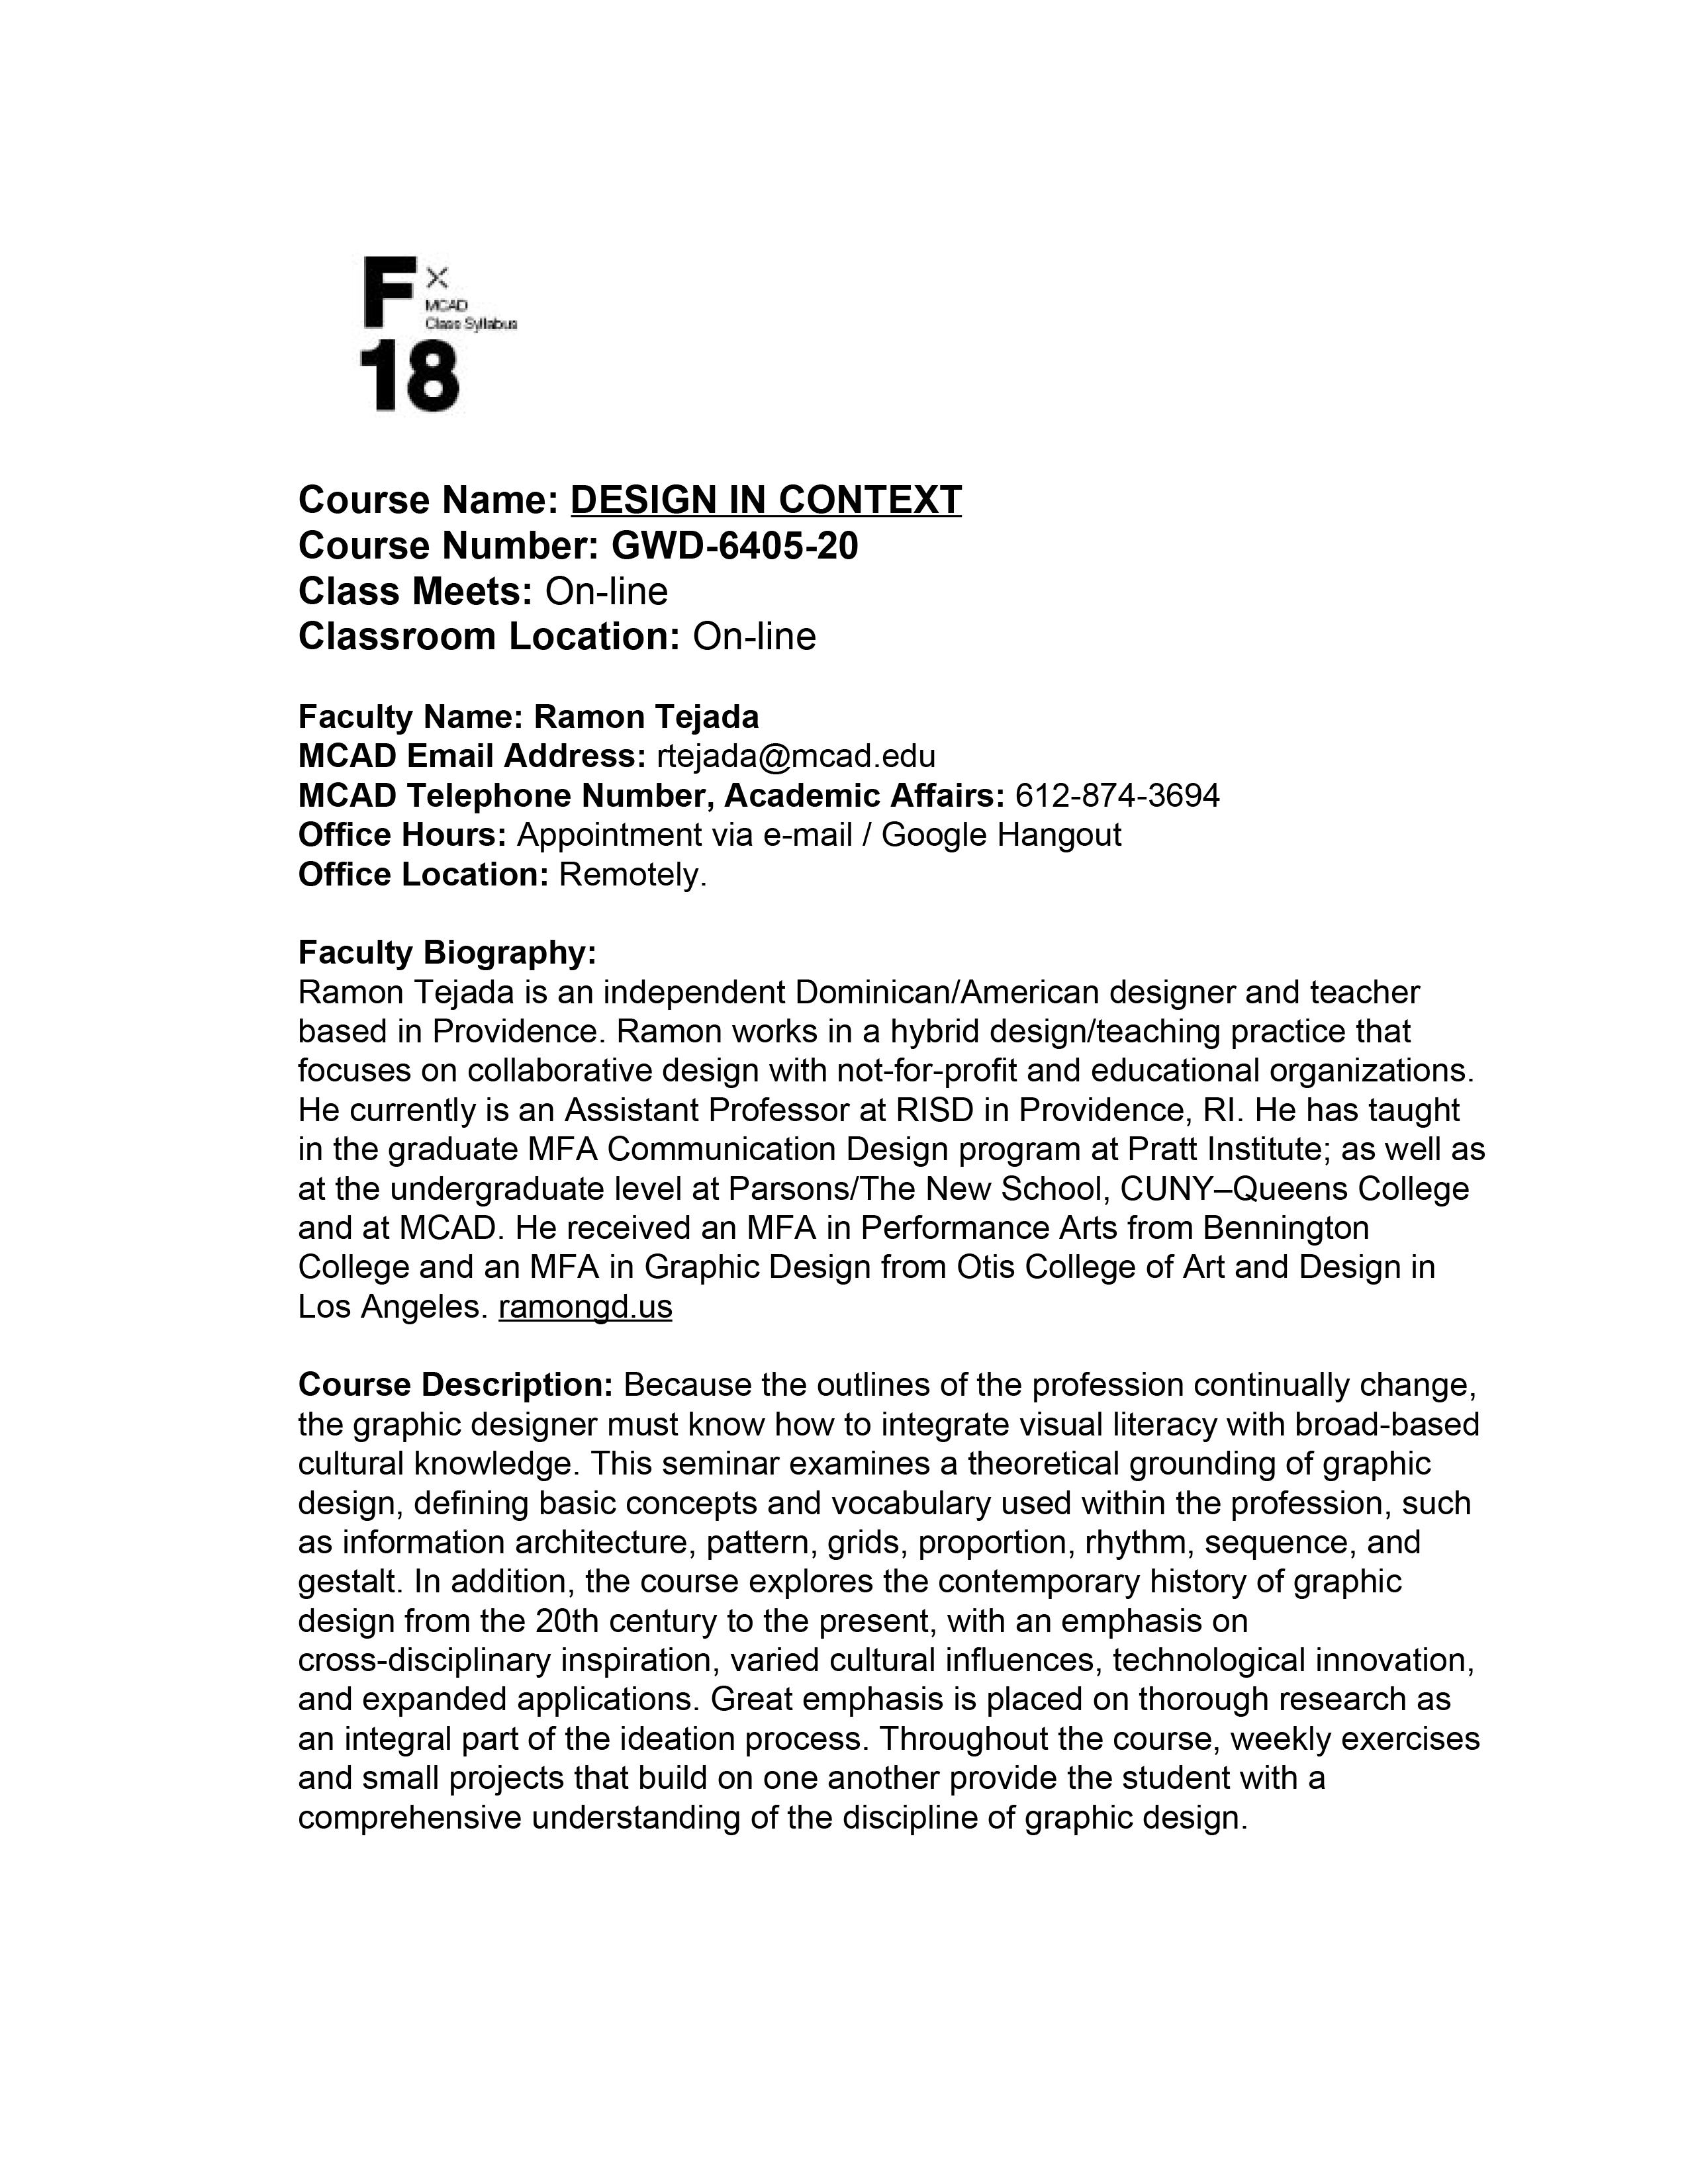 F
MCAD
Class Syllabus
18
Course Name: DESIGN IN CONTEXT
Course Number: GWD-6405-20
Class Meets: On-line
Classroom Location: On-line
Faculty Name: Ramon Tejada
MCAD Email Address: rtejada@mcad.edu
MCAD Telephone Number, Academic Affairs: 612-874-3694
Office Hours: Appointment via e-mail / Google Hangout
Office Location: Remotely.
Faculty Biography:
Ramon Tejada is an independent Dominican/American designer and teacher
based in Providence. Ramon works in a hybrid design/teaching practice that
focuses on collaborative design with not-for-profit and educational organizations.
He currently is an Assistant Professor at RISD in Providence, RI. He has taught
in the graduate MFA Communication Design program at Pratt Institute; as well as
at the undergraduate level at Parsons/The New School, CUNY–Queens College
and at MCAD. He received an MFA in Performance Arts from Bennington
College and an MFA in Graphic Design from Otis College of Art and Design in
Los Angeles. ramongd.us
Course Description: Because the outlines of the profession continually change,
the graphic designer must know how to integrate visual literacy with broad-based
cultural knowledge. This seminar examines a theoretical grounding of graphic
design, defining basic concepts and vocabulary used within the profession, such
as information architecture, pattern, grids, proportion, rhythm, sequence, and
gestalt. In addition, the course explores the contemporary history of graphic
design from the 20th century to the present, with an emphasis on
cross-disciplinary inspiration, varied cultural influences, technological innovation,
and expanded applications. Great emphasis is placed on thorough research as
an integral part of the ideation process. Throughout the course, weekly exercises
and small projects that build on one another provide the student with a
comprehensive understanding of the discipline of graphic design.